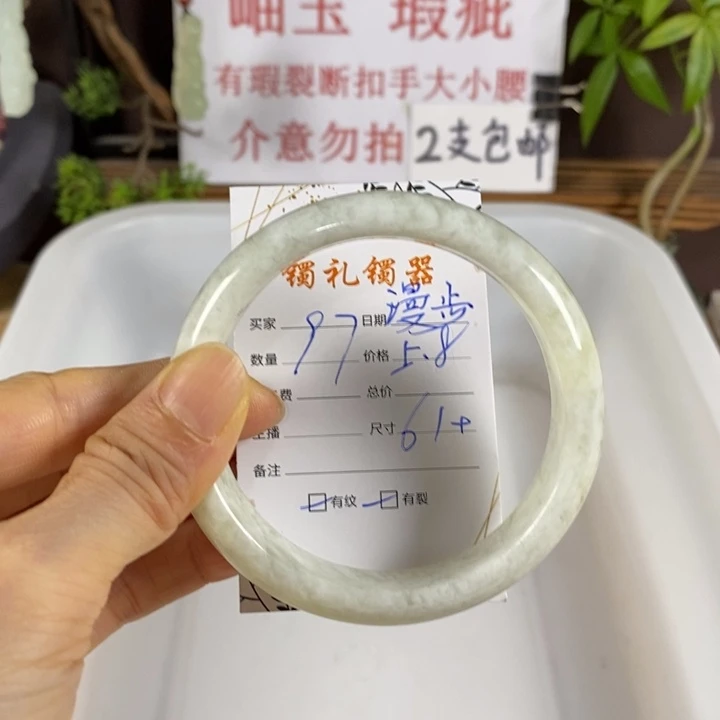 岫玉 瑕疵
有瑕裂断扣手大小腰
介意勿拍 2支包邮
镯礼镯器
买家 日期 漫步
数量 97 价格 上.8
费 总价
主播 尺寸 61+
备注
有纹 有裂